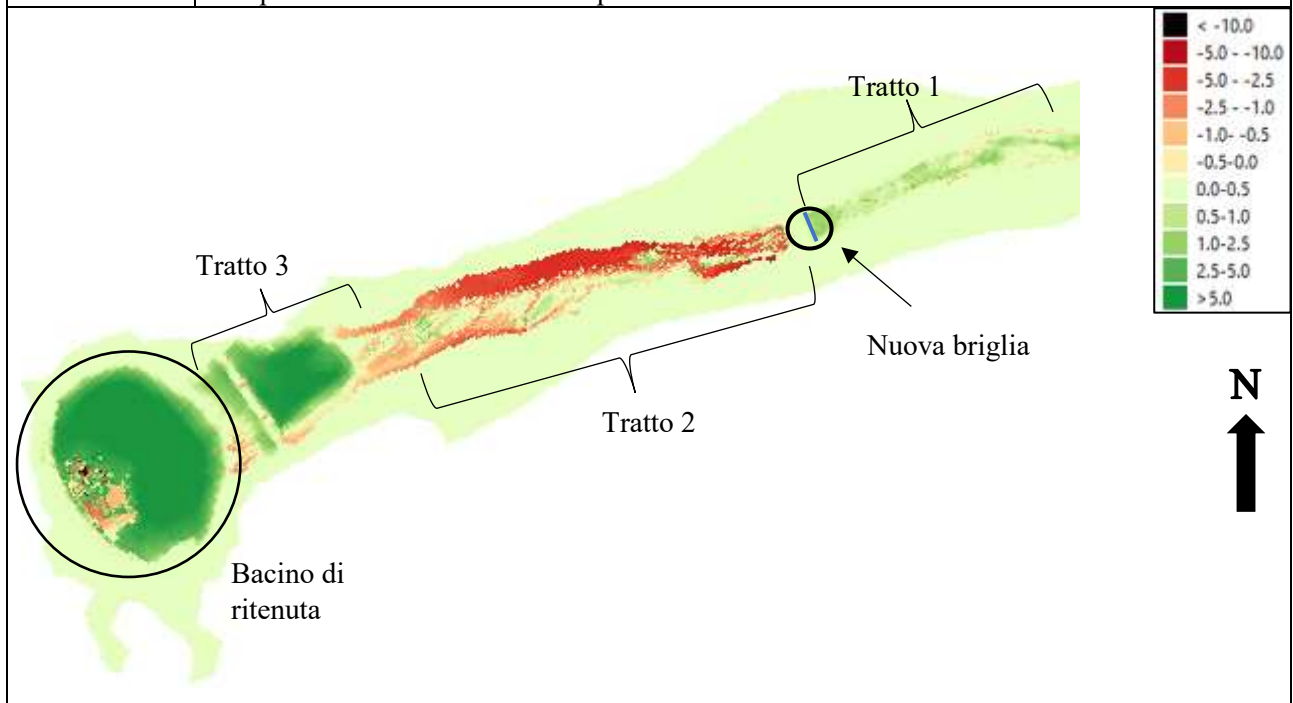 < -10.0
-5.0 - -10.0
-5.0 - -2.5
-2.5 - -1.0
-1.0- -0.5
-0.5-0.0
0.0-0.5
0.5-1.0
1.0-2.5
2.5-5.0
>5.0
Tratto 1
Tratto 3
Nuova briglia
Tratto 2
N
Bacino di
ritenuta